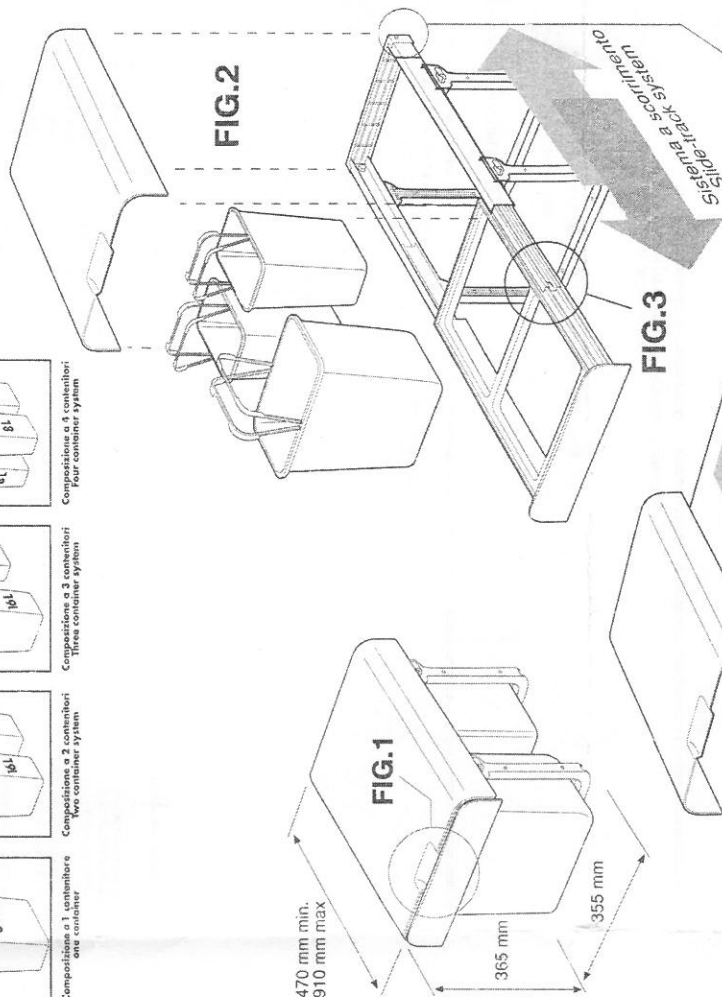 FIG.2
Sistema a scorrimento
Slide-track system
FIG.3
19l
19l
Composizione a 4 contenitori
Four container system
Composizione a 3 contenitori
Three container system
Composizione a 2 contenitori
Two container system
Composizione a 1 contenitore
one container
FIG.1
470 mm min.
910 mm max
365 mm
355 mm